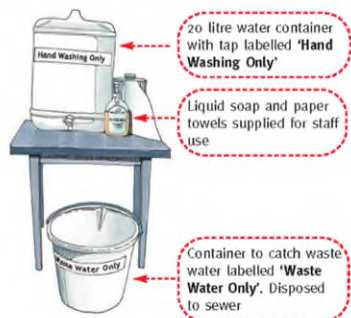 20 litre water container
with tap labelled 'Hand
Washing Only'
Hand Washing Only
Liquid soap and paper
towels supplied for staff
use
Container to catch waste
water labelled 'Waste
Water Only'. Disposed
to sewer
Waste Water Only